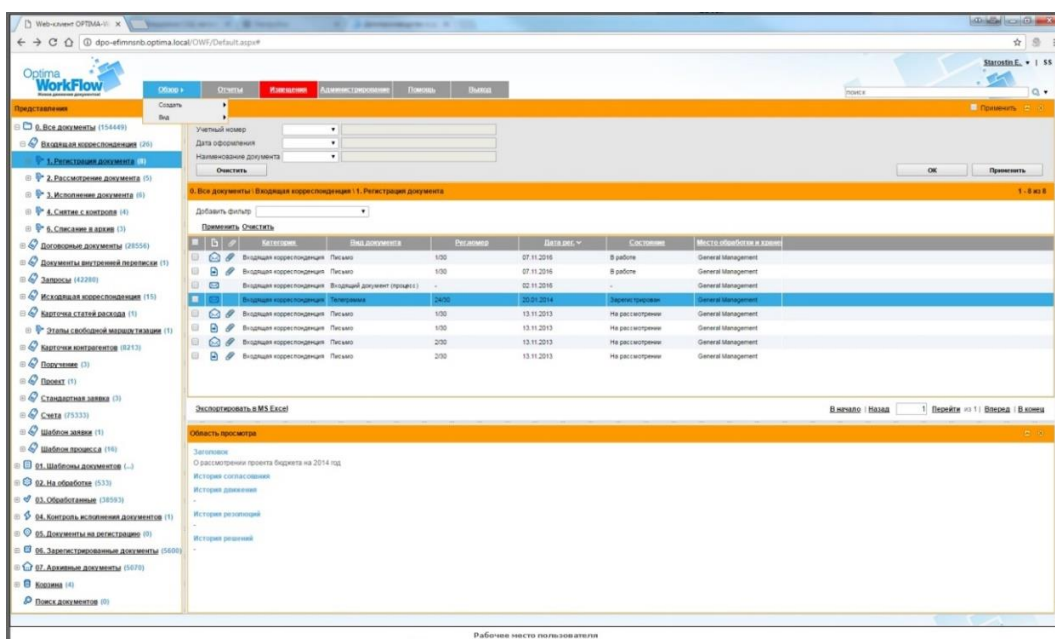 Web-клиент OPTIMA-W
dpo-efimnsnb.optima.local/OWF/Default.aspx#
Starostin E. | SS
Optima
WorkFlow
Обзор Отчеты Извещения Администрирование Помощь Выход
поиск
Создать
Вид
Представления
Применить
0. Все документы (154449)
Входящая корреспонденция (26)
1. Регистрация документа (8)
2. Рассмотрение документа (5)
3. Исполнение документа (6)
4. Снятие с контроля (4)
6. Списание в архив (3)
Договорные документы (28556)
Документы внутренней переписки (1)
Запросы (42280)
Исходящая корреспонденция (15)
Карточка статей расхода (1)
Этапы свободной маршрутизации (1)
Карточки контрагентов (8213)
Поручение (3)
Проект (1)
Стандартная заявка (3)
Счета (75333)
Шаблон заявки (1)
Шаблон процесса (16)
01. Шаблоны документов (...)
02. На обработке (533)
03. Обработанные (38593)
04. Контроль исполнения документов (1)
05. Документы на регистрацию (0)
06. Зарегистрированные документы (5600)
07. Архивные документы (5070)
Корзина (4)
Поиск документов (0)
Учетный номер
Дата оформления
Наименование документа
Очистить ОК Применить
0. Все документы \ Входящая корреспонденция \ 1. Регистрация документа 1 - 8 из 8
Добавить фильтр
Применить Очистить
Категория Вид документа Рег.номер Дата рег. Состояние Место обработки и хранен
Входящая корреспонденция Письмо 1/30 07.11.2016 В работе General Management
Входящая корреспонденция Письмо 1/30 07.11.2016 В работе General Management
Входящая корреспонденция Входящий документ (процесс) - 02.11.2016 - General Management
Входящая корреспонденция Телеграмма 24/30 20.01.2014 Зарегистрирован General Management
Входящая корреспонденция Письмо 1/30 13.11.2013 На рассмотрении General Management
Входящая корреспонденция Письмо 1/30 13.11.2013 На рассмотрении General Management
Входящая корреспонденция Письмо 2/30 13.11.2013 На рассмотрении General Management
Входящая корреспонденция Письмо 2/30 13.11.2013 На рассмотрении General Management
Экспортировать в MS Excel
В начало | Назад 1 Перейти из 1 | Вперед | В конец
Область просмотра
Заголовок
О рассмотрении проекта бюджета на 2014 год
История согласования
История движения
-
История резолюций
-
История решений
-
Рабочее место пользователя